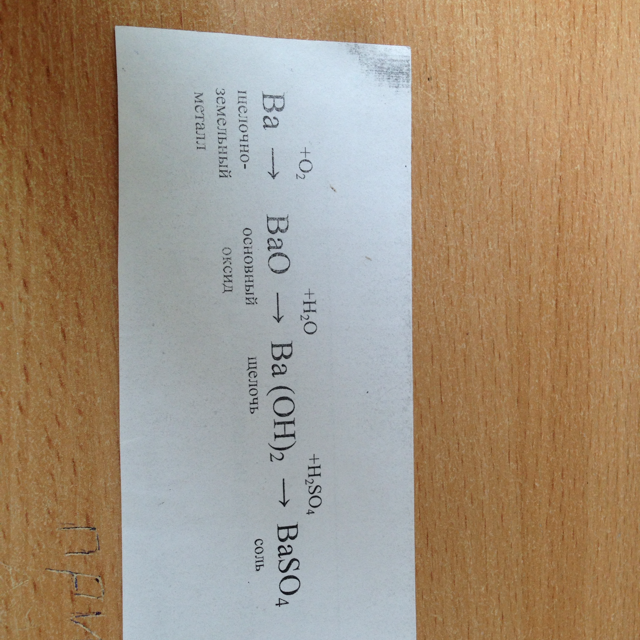 +O₂ +H₂O +H₂SO₄
Ba → BaO → Ba (OH)₂ → BaSO₄
щелочно- основный щелочь соль
земельный оксид
металл